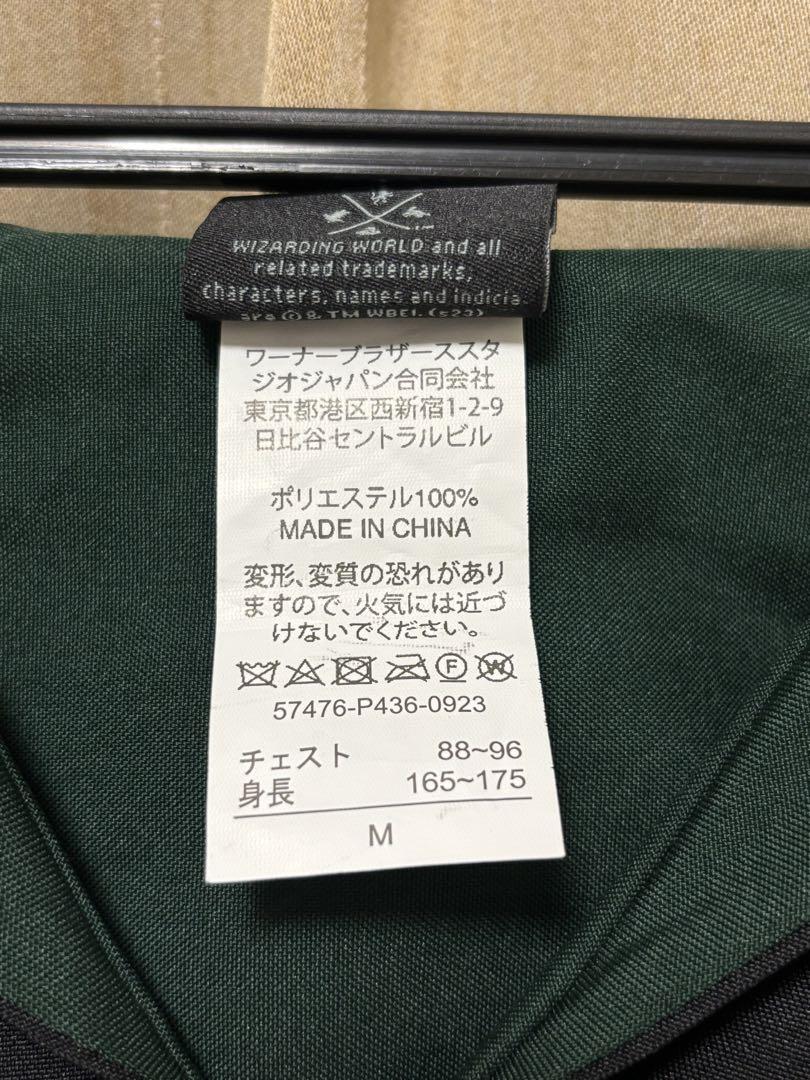 WIZARDING WORLD and all
related trademarks,
characters, names and indicia
are © & TM WBEI. (s23)
ワーナーブラザーススタ
ジオジャパン合同会社
東京都港区西新宿1-2-9
日比谷セントラルビル
ポリエステル100%
MADE IN CHINA
変形、変質の恐れがあり
ますので、火気には近づ
けないでください。
F W
57476-P436-0923
チェスト 88~96
身長 165~175
M